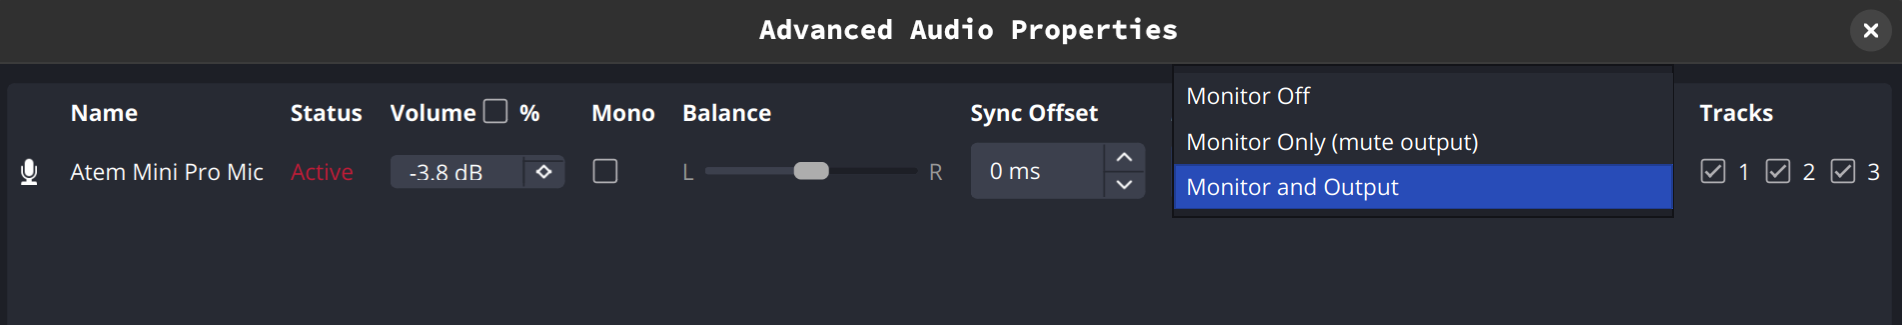 Advanced Audio Properties
Name Status Volume % Mono Balance Sync Offset Tracks
Atem Mini Pro Mic Active -3.8 dB L R 0 ms 1 2 3
Monitor Off
Monitor Only (mute output)
Monitor and Output